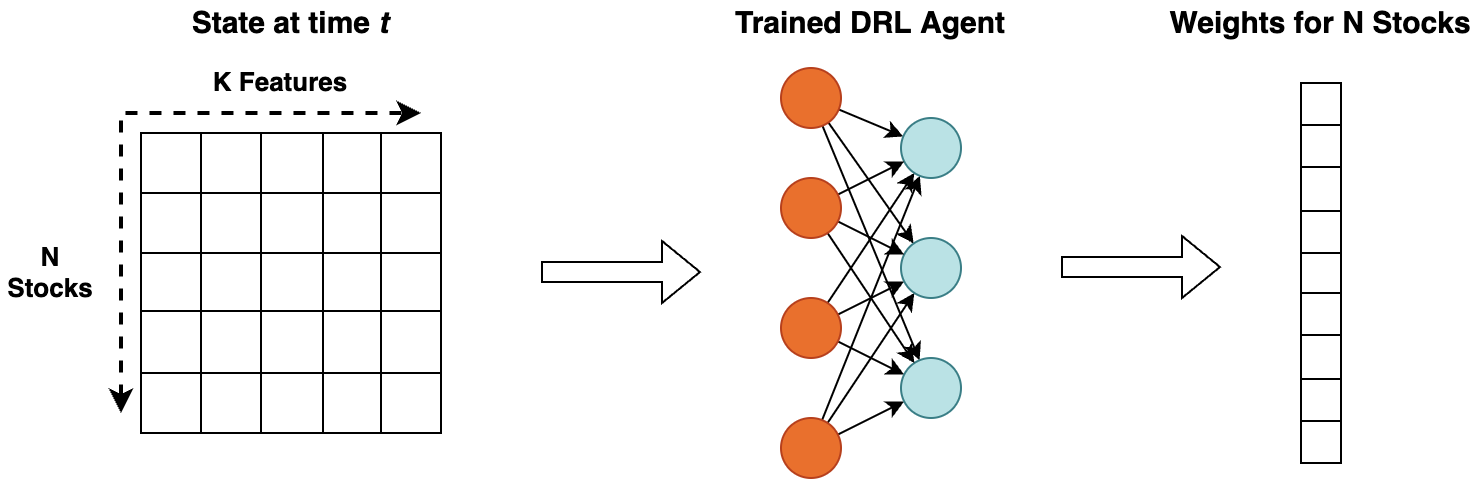 State at time t
K Features
N
Stocks
Trained DRL Agent
Weights for N Stocks